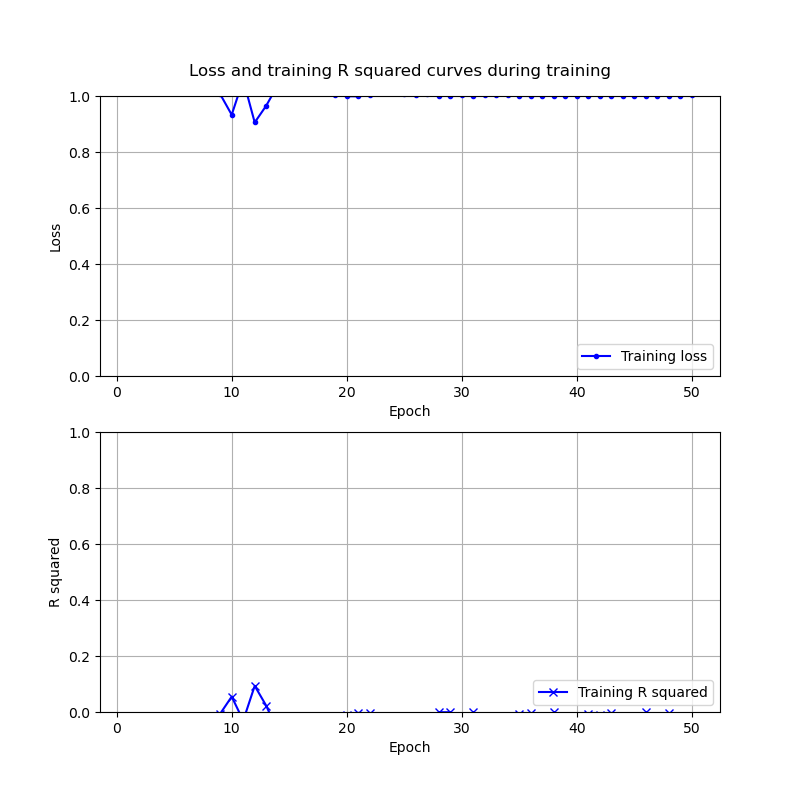 Loss and training R squared curves during training
1.0
0.8
0.6
0.4
0.2
0.0
Loss
Training loss
0 10 20 30 40 50
Epoch
1.0
0.8
0.6
0.4
0.2
0.0
R squared
Training R squared
0 10 20 30 40 50
Epoch